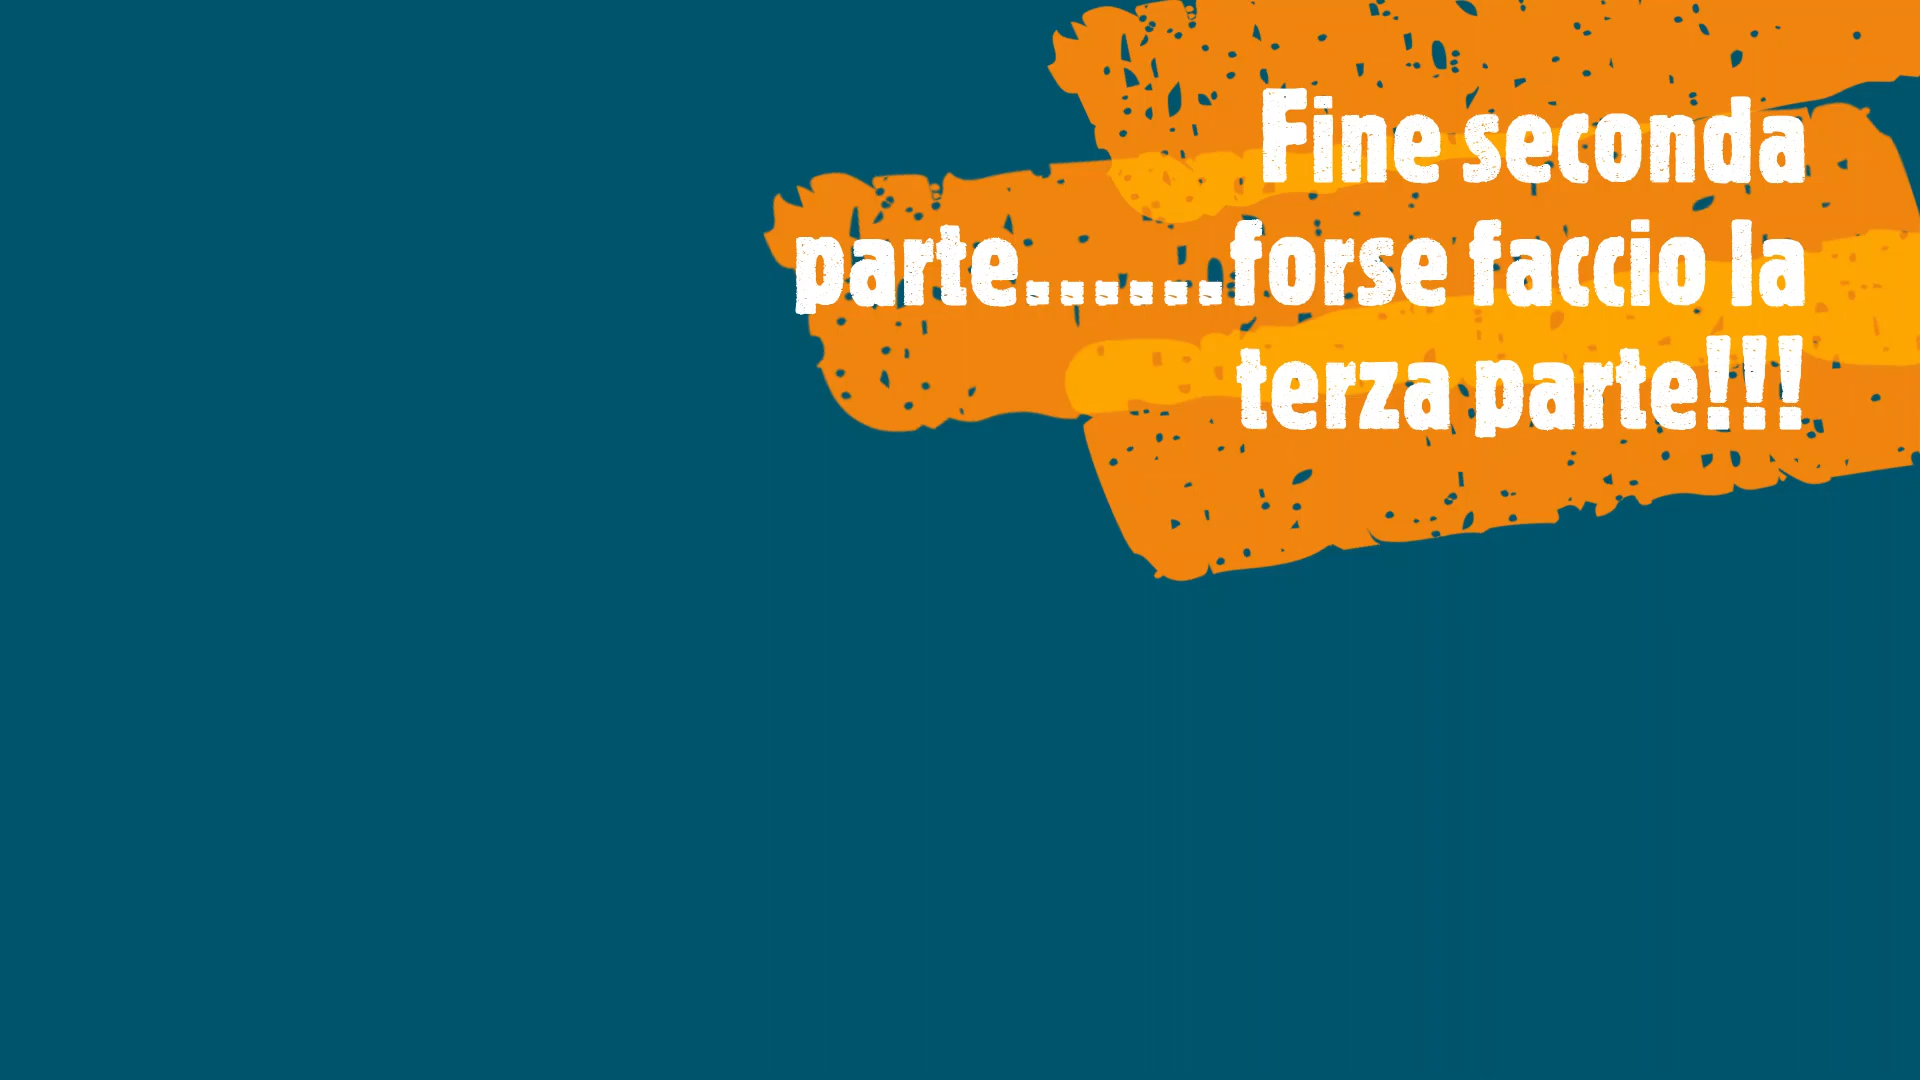 Fine seconda
parte......forse faccio la
terza parte!!!